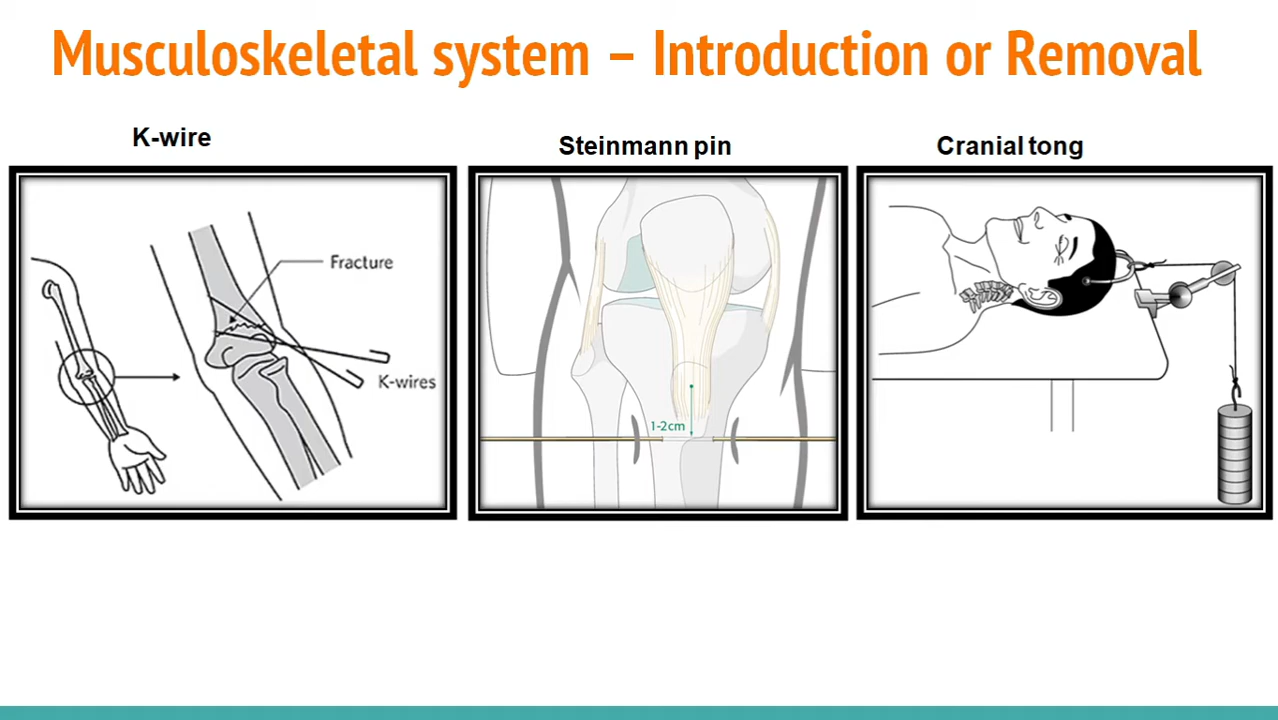 Musculoskeletal system – Introduction or Removal
K-wire
Steinmann pin
Cranial tong
Fracture
K-wires
1-2cm